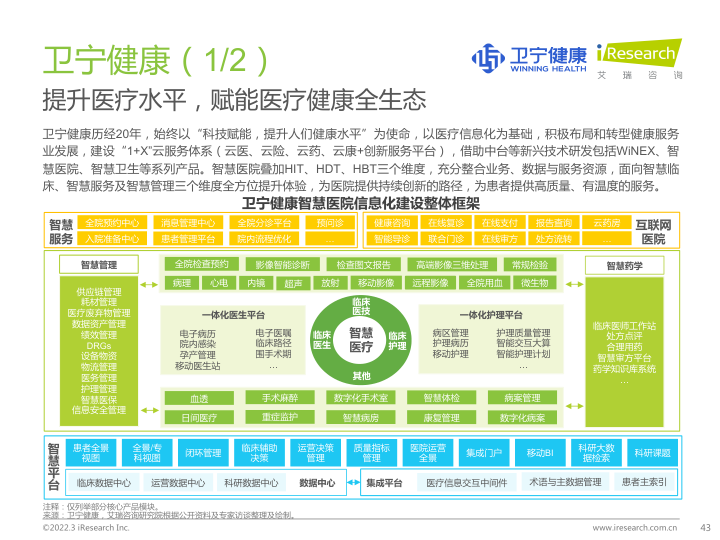 卫宁健康（1/2）
卫宁健康
WINNING HEALTH
iResearch
艾 瑞 咨 询
提升医疗水平，赋能医疗健康全生态
卫宁健康历经20年，始终以“科技赋能，提升人们健康水平”为使命，以医疗信息化为基础，积极布局和转型健康服务
业发展，建设“1+X”云服务体系（云医、云险、云药、云康+创新服务平台），借助中台等新兴技术研发包括WiNEX、智
慧医院、智慧卫生等系列产品。智慧医院叠加HIT、HDT、HBT三个维度，充分整合业务、数据与服务资源，面向智慧临
床、智慧服务及智慧管理三个维度全方位提升体验，为医院提供持续创新的路径，为患者提供高质量、有温度的服务。
卫宁健康智慧医院信息化建设整体框架
智慧
服务
全院预约中心 消息管理中心 全院分诊平台 预问诊
入院准备中心 患者管理平台 院内流程优化 …
健康咨询 在线复诊 在线支付 报告查询 云药房
智能导诊 联合门诊 在线审方 处方流转 …
互联网
医院
智慧管理
供应链管理
耗材管理
医疗废弃物管理
数据资产管理
绩效管理
DRGs
设备物资
物流管理
医务管理
护理管理
智慧医保
信息安全管理
全院检查预约 影像智能诊断 检查图文报告 高端影像三维处理 常规检验
病理 心电 内镜 超声 放射 移动影像 远程影像 全院用血 微生物
一体化医生平台
电子病历 电子医嘱
院内感染 临床路径
孕产管理 围手术期
移动医生站 …
临床
医技
临床
医生
智慧
医疗
临床
护理
其他
一体化护理平台
病区管理 护理质量管理
护理病历 智能交互大算
移动护理 智能护理计划
…
血透 手术麻醉 数字化手术室 智慧体检 病案管理
日间医疗 重症监护 智慧病房 康复管理 数字化病案
智慧药学
临床医师工作站
处方点评
合理用药
智慧审方平台
药学知识库系统
…
智
慧
平
台
患者全景
视图
全景/专
科视图
闭环管理
临床辅助
决策
运营决策
管理
质量指标
管理
医院运营
全景
集成门户
移动BI
科研大数
据检索
科研课题
临床数据中心 运营数据中心 科研数据中心 数据中心 集成平台 医疗信息交互中间件 术语与主数据管理 患者主索引
注释：仅列举部分核心产品模块。
来源：卫宁健康，艾瑞咨询研究院根据公开资料及专家访谈整理及绘制。
©2022.3 iResearch Inc.
www.iresearch.com.cn
43